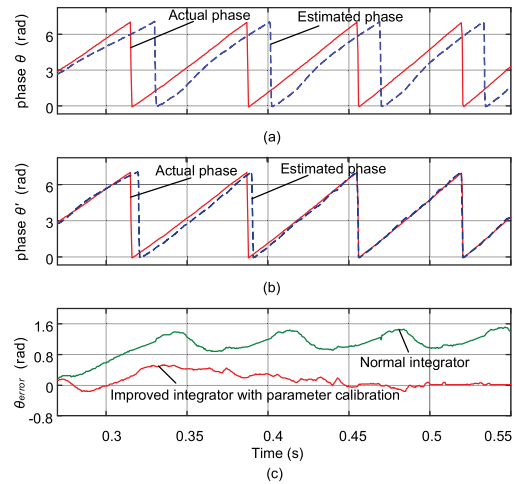 Actual phase
Estimated phase
phase θ (rad)
6
3
0
(a)
Actual phase
Estimated phase
phase θ' (rad)
6
3
0
(b)
θerror (rad)
1.6
0.8
0
-0.8
Normal integrator
Improved integrator with parameter calibration
0.3 0.35 0.4 0.45 0.5 0.55
Time (s)
(c)